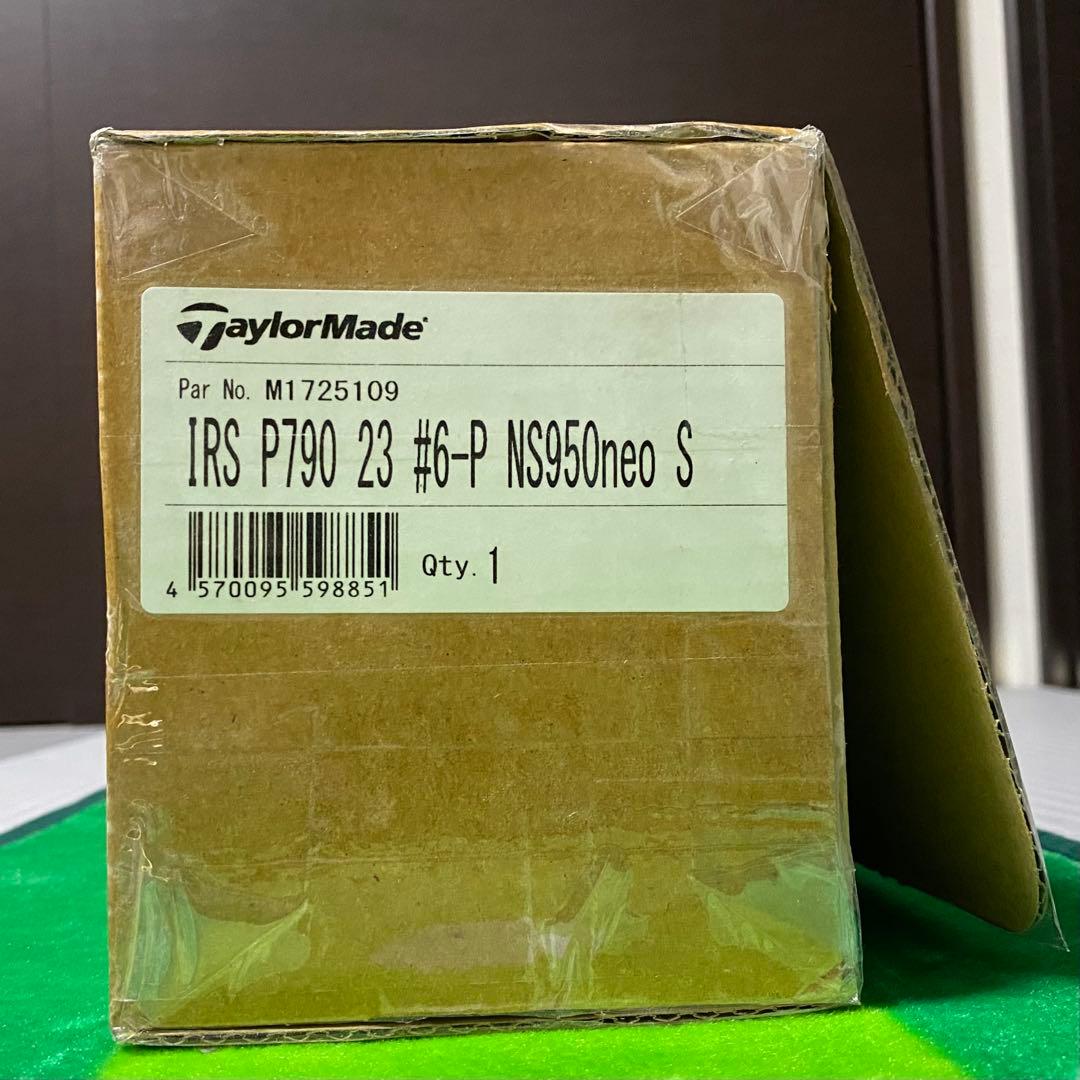 TaylorMade
Par No. M1725109
IRS P790 23 #6-P NS950neo S
4 570095 598851
Qty. 1